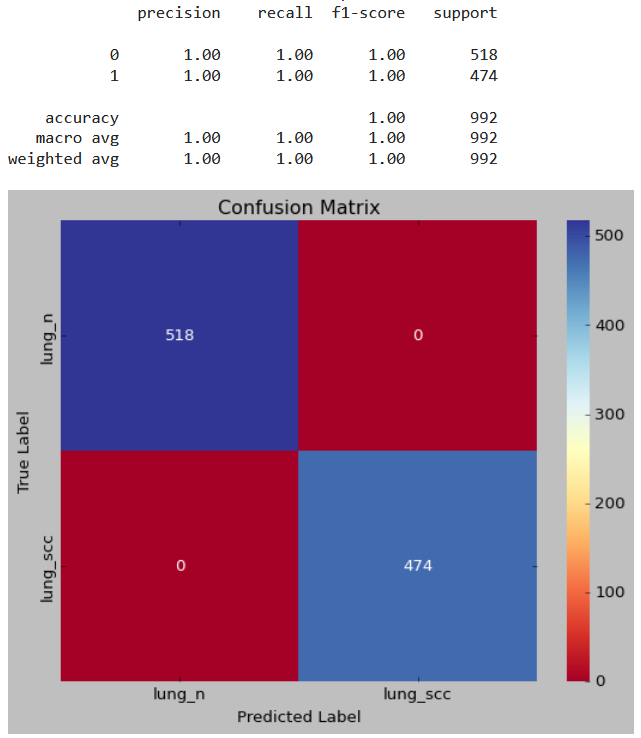 precision recall f1-score support
0 1.00 1.00 1.00 518
1 1.00 1.00 1.00 474
accuracy 1.00 992
macro avg 1.00 1.00 1.00 992
weighted avg 1.00 1.00 1.00 992
Confusion Matrix
True Label
lung_n
518 0
lung_scc
0 474
lung_n lung_scc
Predicted Label
500
400
300
200
100
0